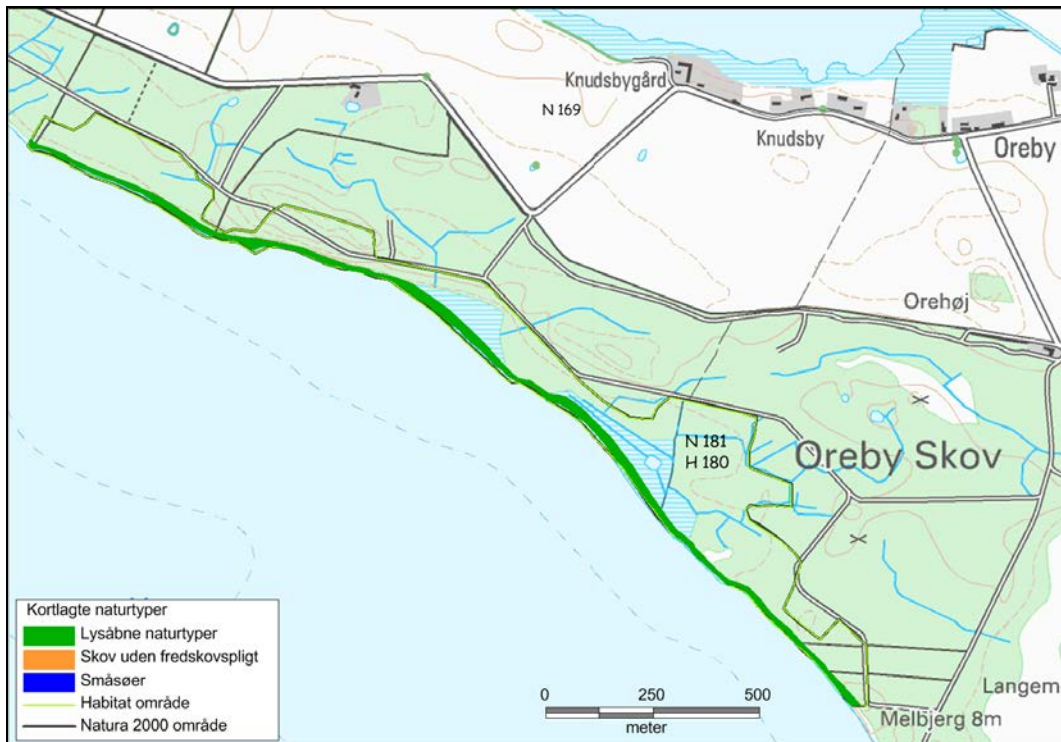 Knudsbygård
N 169
Knudsby
Oreby
Orehøj
N 181
H 180
Oreby Skov
Langem
Melbjerg 8m
Kortlagte naturtyper
Lysåbne naturtyper
Skov uden fredskovspligt
Småsøer
Habitat område
Natura 2000 område
0 250 500
meter